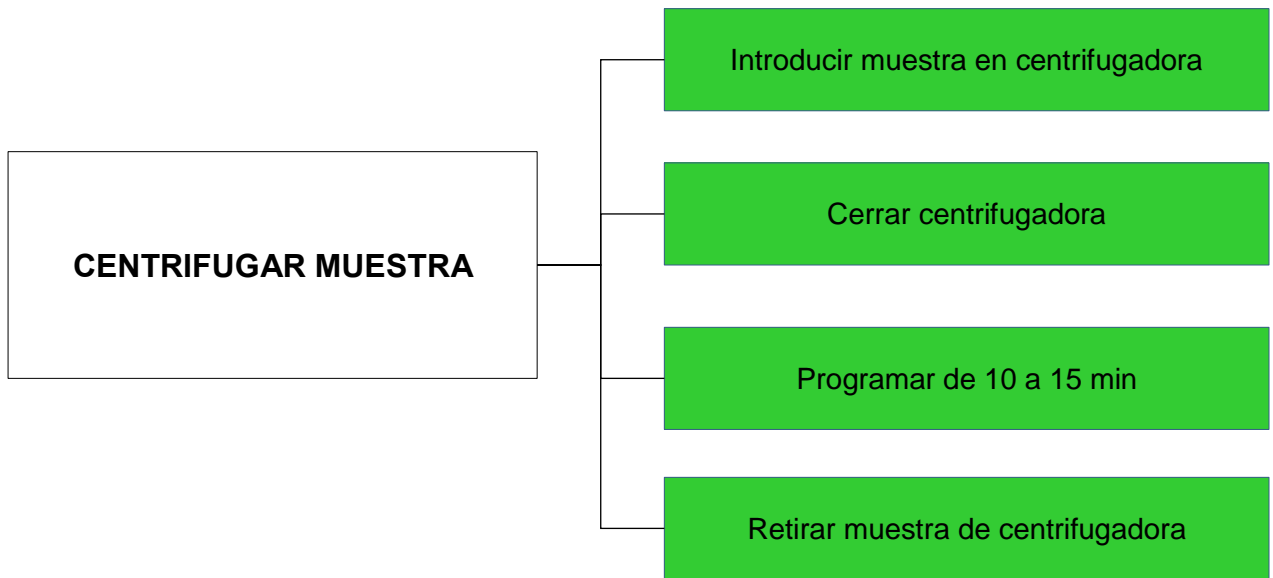 CENTRIFUGAR MUESTRA
Introducir muestra en centrifugadora
Cerrar centrifugadora
Programar de 10 a 15 min
Retirar muestra de centrifugadora